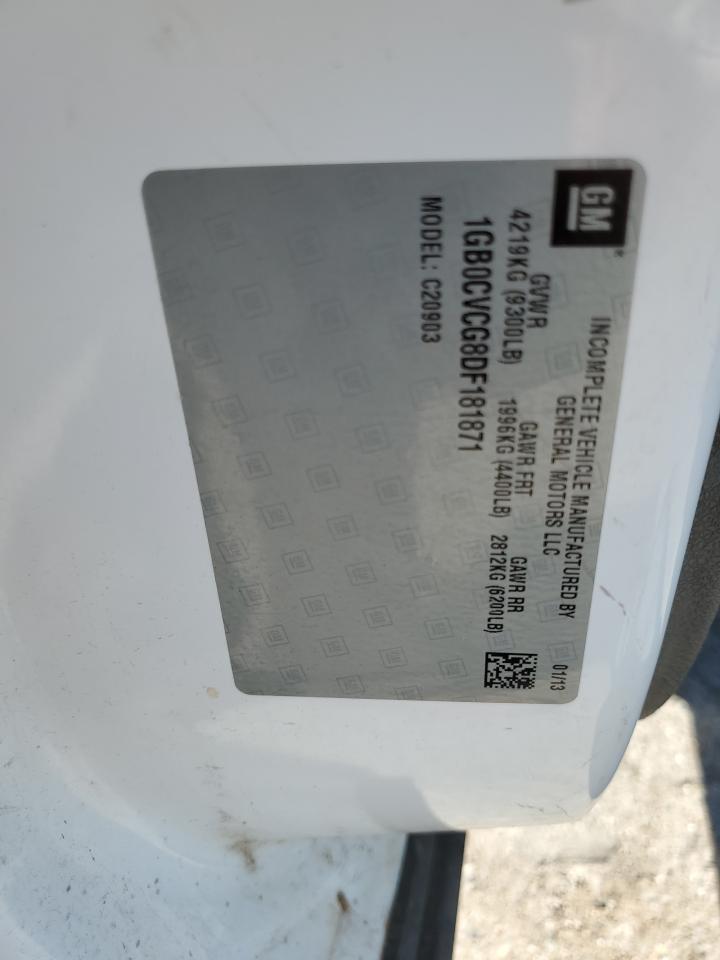 GM
INCOMPLETE VEHICLE MANUFACTURED BY
GENERAL MOTORS LLC
01/13
GVWR GAWR FRT GAWR RR
4219KG (9300LB) 1996KG (4400LB) 2812KG (6200LB)
1GB0CVCG8DF181871
MODEL: C20903